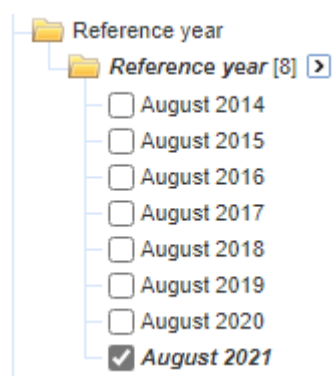 Reference year
Reference year [8]
August 2014
August 2015
August 2016
August 2017
August 2018
August 2019
August 2020
August 2021